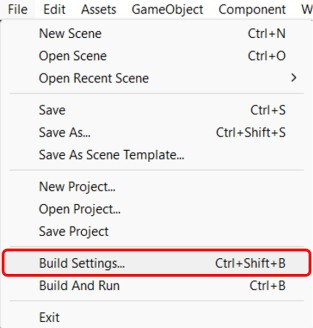 File Edit Assets GameObject Component W
New Scene Ctrl+N
Open Scene Ctrl+O
Open Recent Scene >
Save Ctrl+S
Save As... Ctrl+Shift+S
Save As Scene Template...
New Project...
Open Project...
Save Project
Build Settings... Ctrl+Shift+B
Build And Run Ctrl+B
Exit